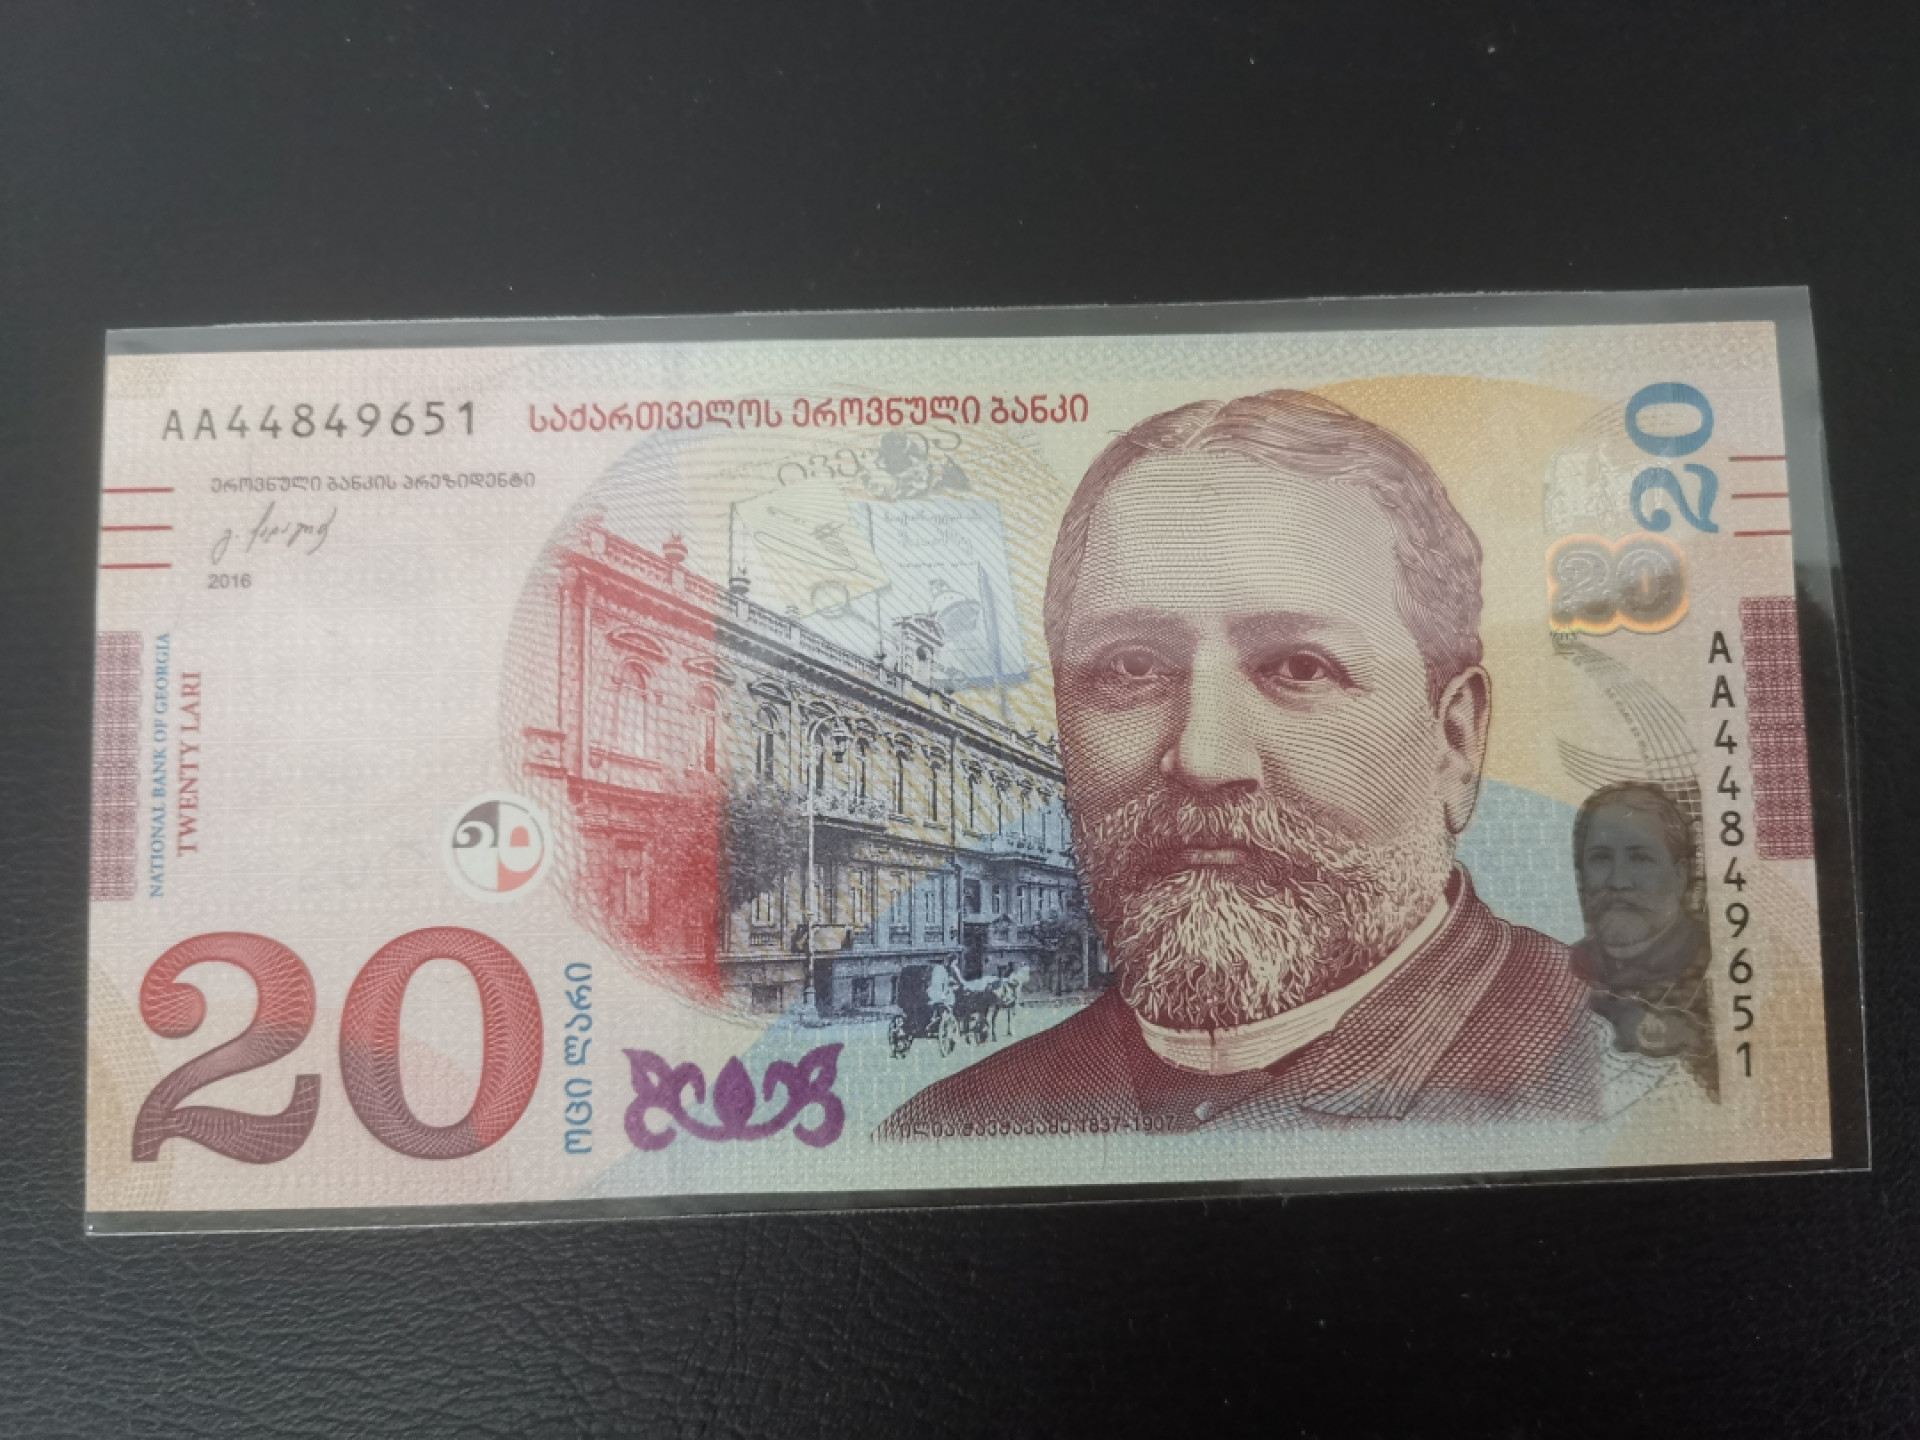 AA44849651
საქართველოს ეროვნული ბანკი
ეროვნული ბანკის პრეზიდენტი
2016
NATIONAL BANK OF GEORGIA
TWENTY LARI
20
ოცი ლარი
ივერია
ილია ჭავჭავაძე 1837-1907
20
20
AA44849651